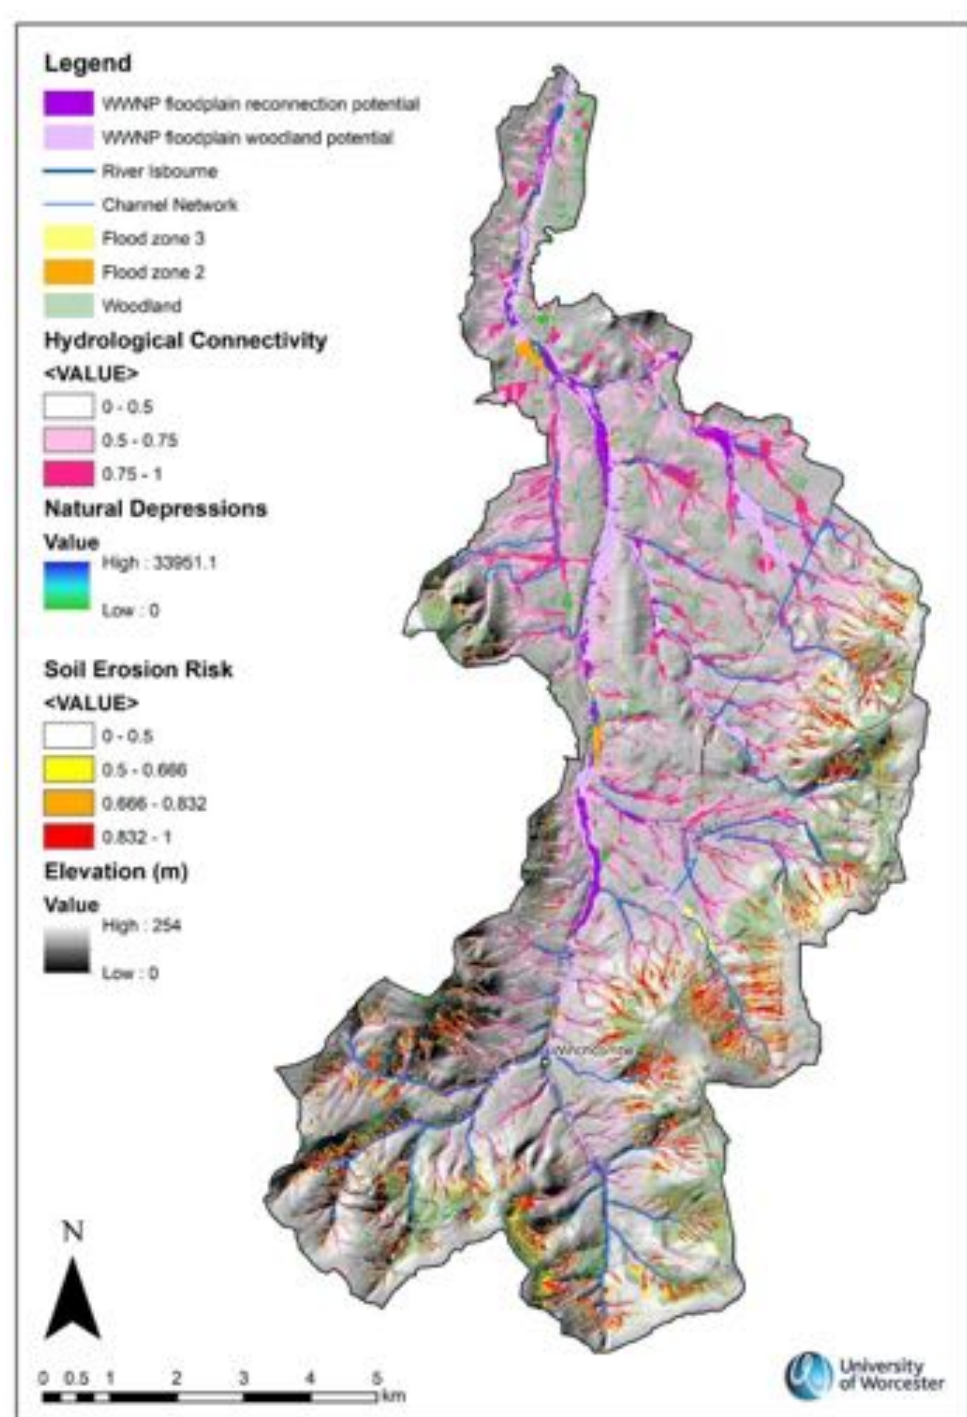 Legend
WWNP floodplain reconnection potential
WWNP floodplain woodland potential
River Isbourne
Channel Network
Flood zone 3
Flood zone 2
Woodland
Hydrological Connectivity
<VALUE>
0 - 0.5
0.5 - 0.75
0.75 - 1
Natural Depressions
Value
High : 33951.1
Low : 0
Soil Erosion Risk
<VALUE>
0 - 0.5
0.5 - 0.666
0.666 - 0.832
0.832 - 1
Elevation (m)
Value
High : 254
Low : 0
Winchcombe
N
0 0.5 1 2 3 4 5
km
University
of Worcester